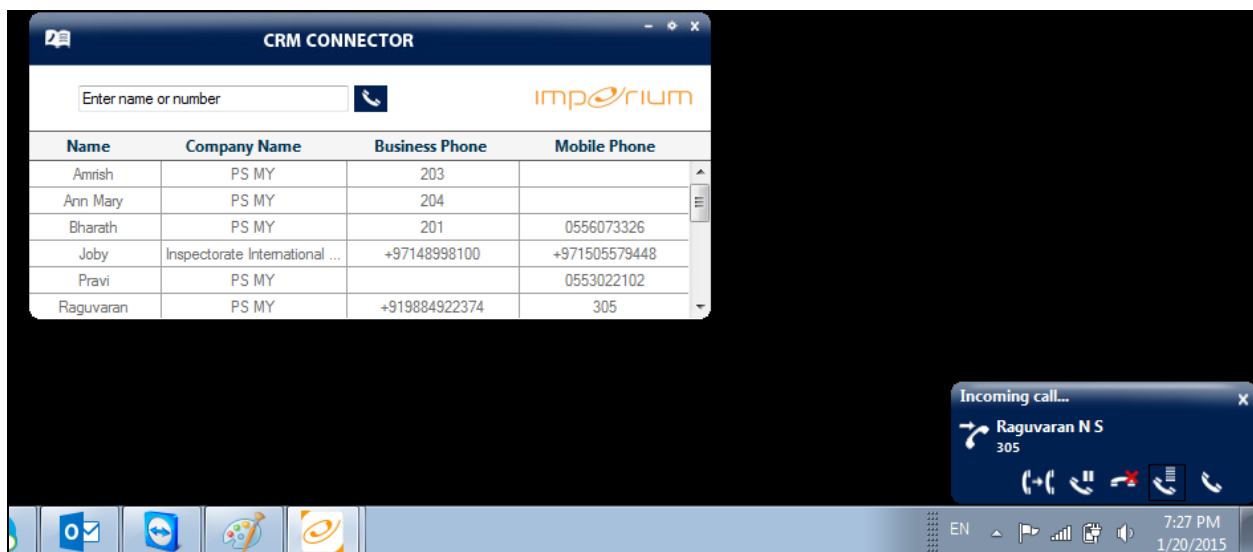 CRM CONNECTOR
Enter name or number
imperium
Name Company Name Business Phone Mobile Phone
Amrish PS MY 203
Ann Mary PS MY 204
Bharath PS MY 201 0556073326
Joby Inspectorate International ... +97148998100 +971505579448
Pravi PS MY 0553022102
Raguvaran PS MY +919884922374 305
Incoming call...
Raguvaran N S
305
EN 7:27 PM
1/20/2015